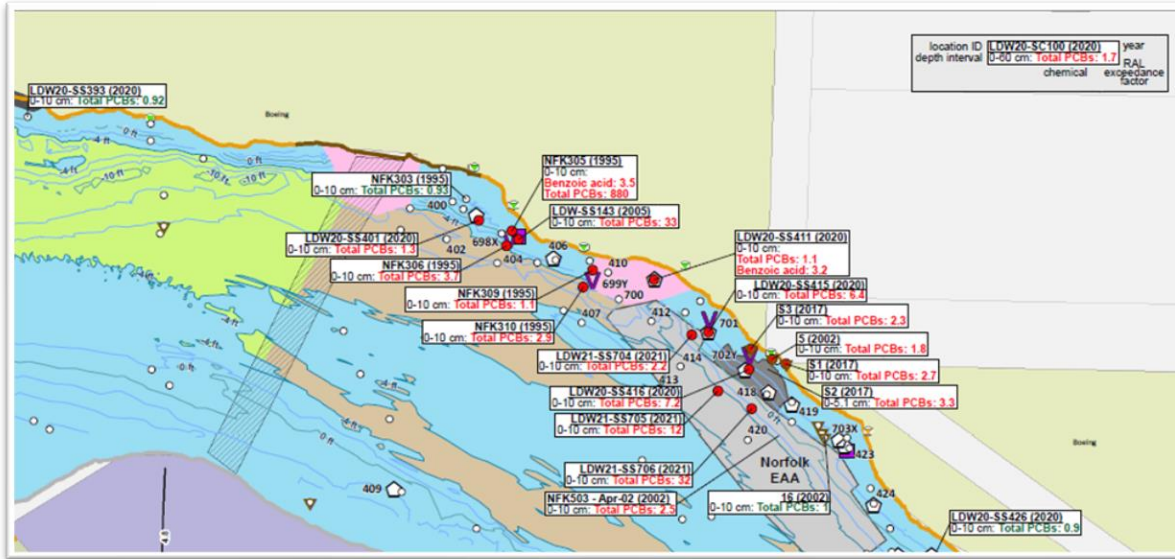 location ID LDW20-SC100 (2020) year
depth interval 0-60 cm: Total PCBs: 1.7 RAL
chemical exceedance
factor
LDW20-SS393 (2020)
0-10 cm: Total PCBs: 0.92
Boeing
0 ft
-4 ft
-10 ft
NFK303 (1995)
0-10 cm: Total PCBs: 0.93
NFK305 (1995)
0-10 cm:
Benzoic acid: 3.5
Total PCBs: 880
LDW-SS143 (2005)
0-10 cm: Total PCBs: 33
400
402
698X
404
406
LDW20-SS401 (2020)
0-10 cm: Total PCBs: 1.3
NFK306 (1995)
0-10 cm: Total PCBs: 3.7
410
699Y
700
LDW20-SS411 (2020)
0-10 cm:
Total PCBs: 1.1
Benzoic acid: 3.2
LDW20-SS415 (2020)
0-10 cm: Total PCBs: 6.4
NFK309 (1995)
0-10 cm: Total PCBs: 1.1
407
412
701
S3 (2017)
0-10 cm: Total PCBs: 2.3
NFK310 (1995)
0-10 cm: Total PCBs: 2.9
414
702Y
5 (2002)
0-10 cm: Total PCBs: 1.8
LDW21-SS704 (2021)
0-10 cm: Total PCBs: 2.2
413
S1 (2017)
0-10 cm: Total PCBs: 2.7
LDW20-SS416 (2020)
0-10 cm: Total PCBs: 7.2
418
419
S2 (2017)
0-5.1 cm: Total PCBs: 3.3
LDW21-SS705 (2021)
0-10 cm: Total PCBs: 12
420
703X
423
Boeing
LDW21-SS706 (2021)
0-10 cm: Total PCBs: 32
Norfolk
EAA
409
NFK503 - Apr-02 (2002)
0-10 cm: Total PCBs: 2.5
16 (2002)
0-10 cm: Total PCBs: 1
424
LDW20-SS426 (2020)
0-10 cm: Total PCBs: 0.9
4.8